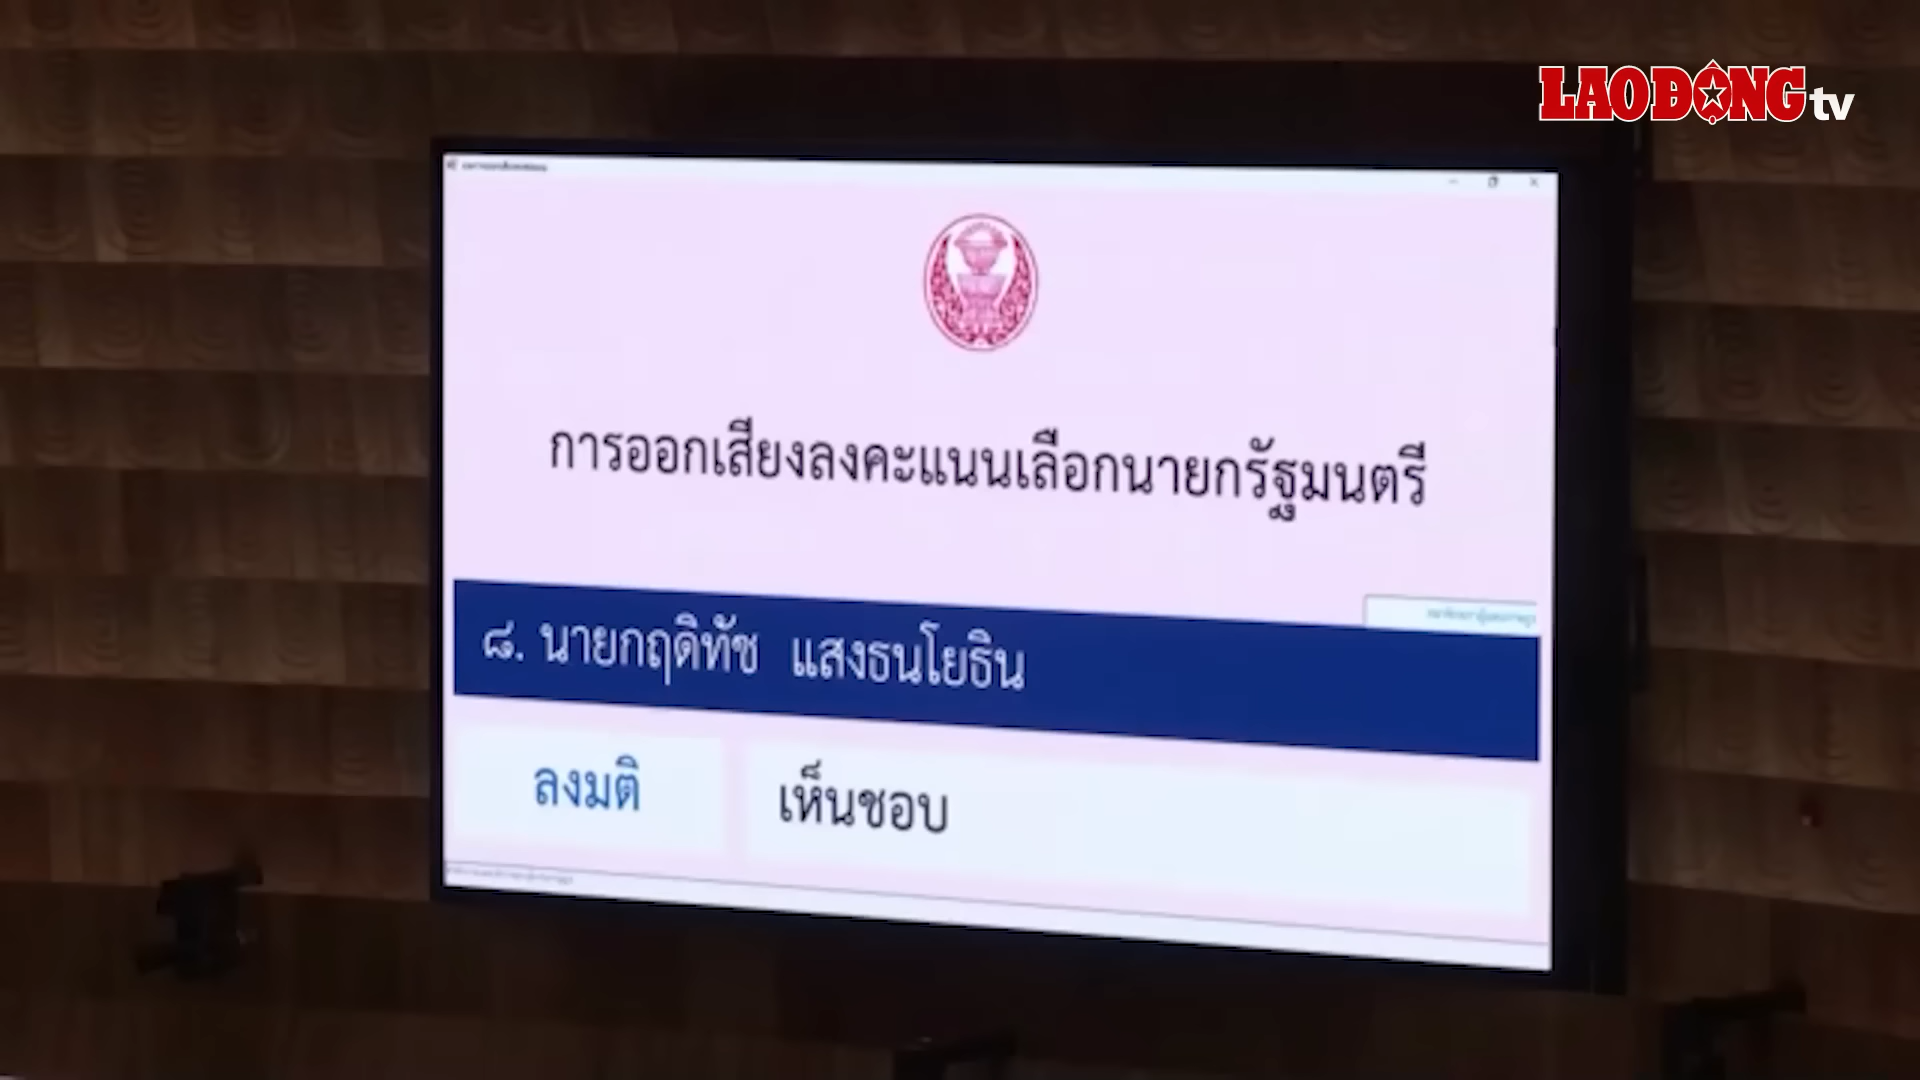 LAO ĐỘNG tv
การออกเสียงลงคะแนนเลือกนายกรัฐมนตรี
๘. นายกฤดิทัช แสงธนโยธิน
ลงมติ
เห็นชอบ